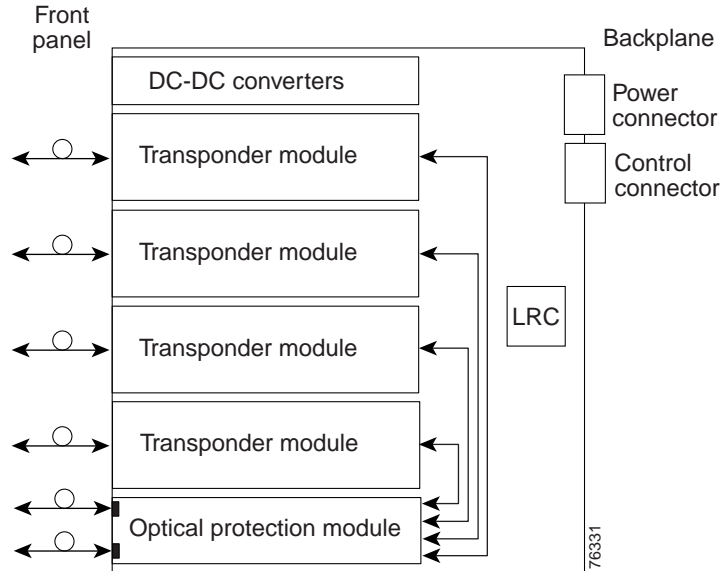 Front
panel
Backplane
DC-DC converters
Power
connector
Transponder module
Control
connector
Transponder module
LRC
Transponder module
Transponder module
Optical protection module
76331